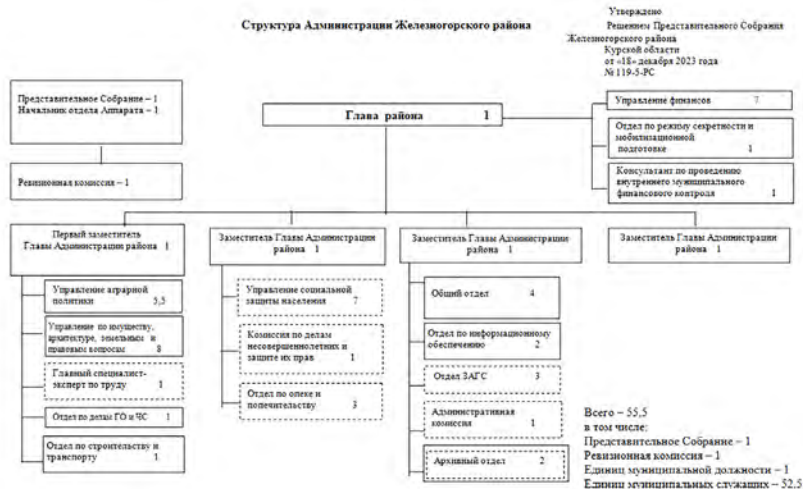 Структура Администрации Железногорского района
Утверждено
Решением Представительного Собрания
Железногорского района
Курской области
от «18» декабря 2023 года
№ 119-5-РС
Представительное Собрание – 1
Начальник отдела Аппарата – 1
Ревизионная комиссия – 1
Глава района 1
Управление финансов 7
Отдел по режиму секретности и
мобилизационной
подготовке 1
Консультант по проведению
внутреннего муниципального
финансового контроля 1
Первый заместитель
Главы Администрации района 1
Управление аграрной
политики 5,5
Управление по имуществу,
архитектуре, земельным и
правовым вопросам 8
Главный специалист-
эксперт по труду 1
Отдел по делам ГО и ЧС 1
Отдел по строительству и
транспорту 1
Заместитель Главы Администрации
района 1
Управление социальной
защиты населения 7
Комиссия по делам
несовершеннолетних и
защите их прав 1
Отдел по опеке и
попечительству 3
Заместитель Главы Администрации
района 1
Общий отдел 4
Отдел по информационному
обеспечению 2
Отдел ЗАГС 3
Административная
комиссия 1
Архивный отдел 2
Заместитель Главы Администрации
района 1
Всего – 55,5
в том числе:
Представительное Собрание – 1
Ревизионная комиссия – 1
Единиц муниципальной должности – 1
Единиц муниципальных служащих – 52,5